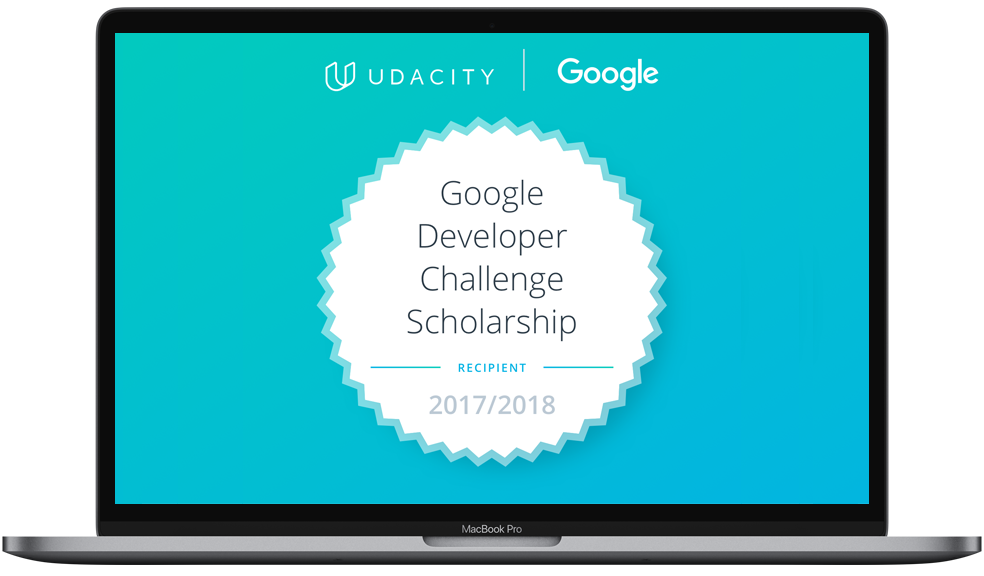 UDACITY | Google
Google
Developer
Challenge
Scholarship
RECIPIENT
2017/2018
MacBook Pro